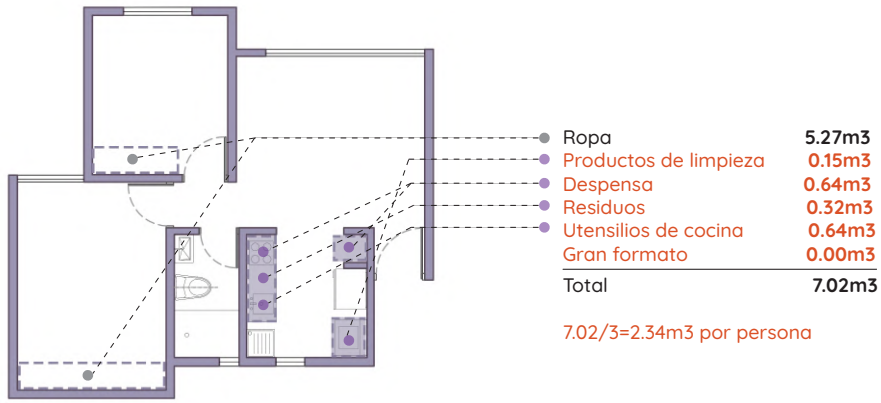 Ropa 5.27m3
Productos de limpieza 0.15m3
Despensa 0.64m3
Residuos 0.32m3
Utensilios de cocina 0.64m3
Gran formato 0.00m3
Total 7.02m3
7.02/3=2.34m3 por persona